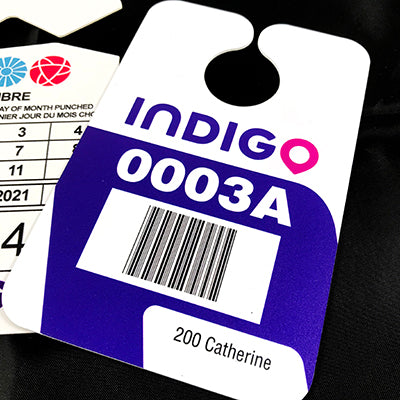 INDIGO
0003A
200 Catherine
BRE
AY OF MONTH PUNCHED
NIER JOUR DU MOIS
3 4
7 8
11
2021
4